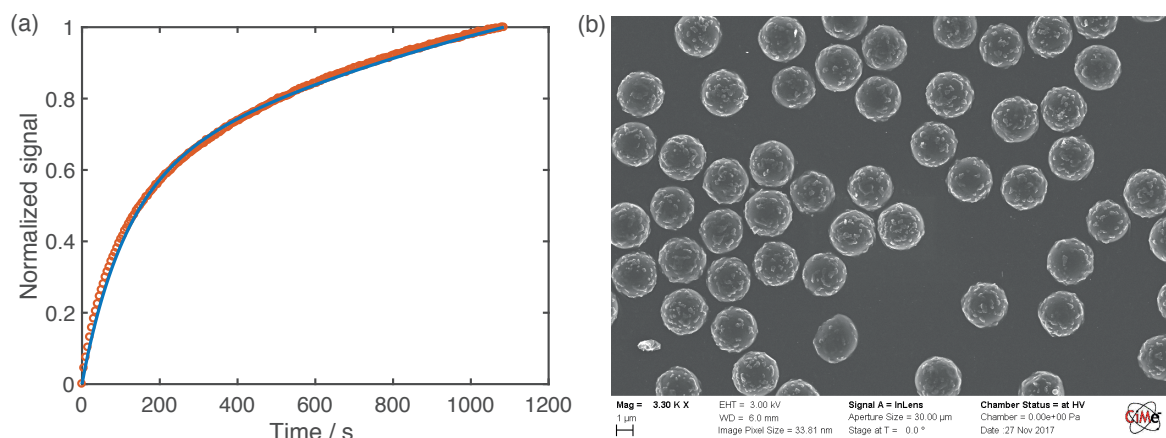 (a)
Normalized signal
1
0.8
0.6
0.4
0.2
0
0 200 400 600 800 1000 1200
Time / s
(b)
Mag = 3.30 K X EHT = 3.00 kV Signal A = InLens Chamber Status = at HV
1 µm WD = 6.0 mm Aperture Size = 30.00 µm Chamber = 0.00e+00 Pa
Image Pixel Size = 33.81 nm Stage at T = 0.0 ° Date :27 Nov 2017
CiMe